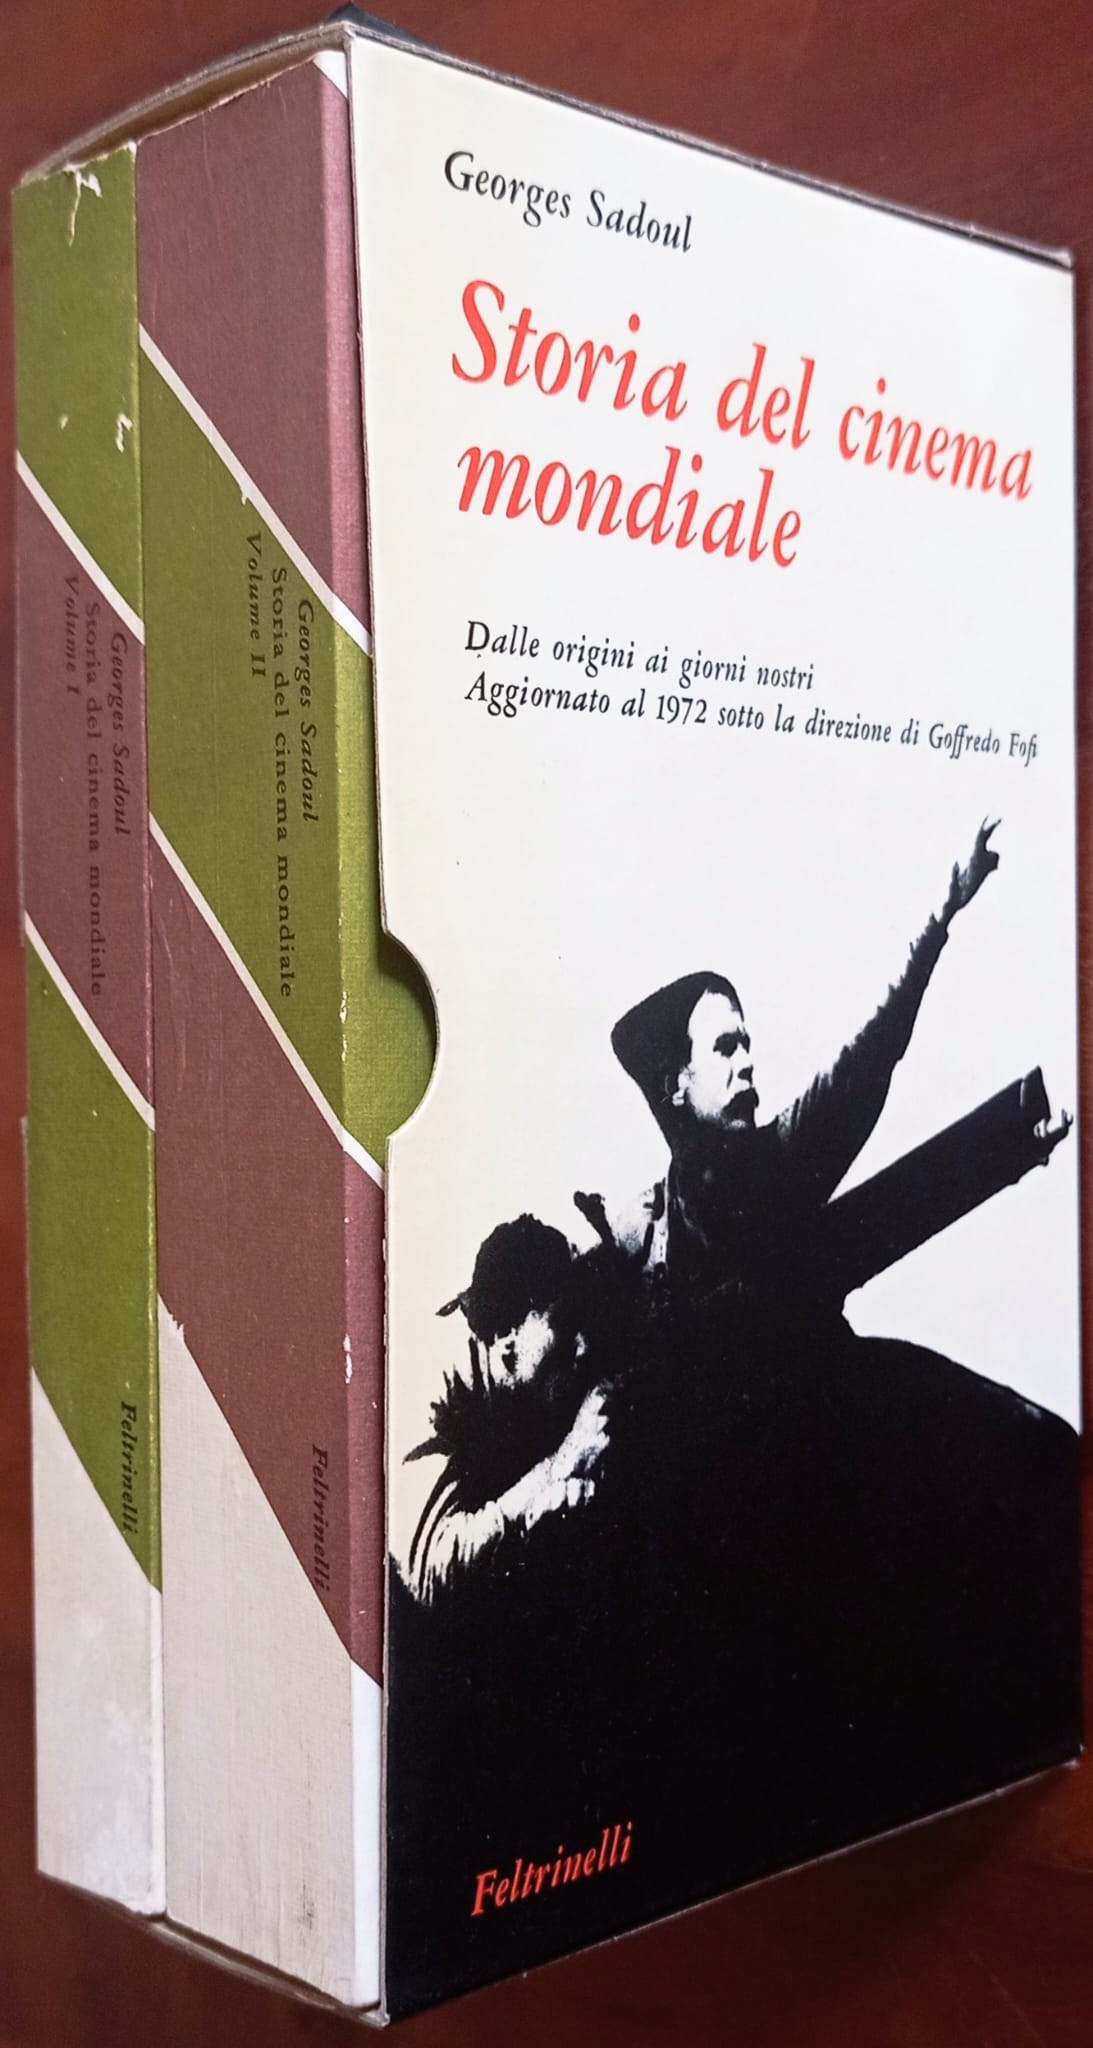 Georges Sadoul
Storia del cinema
mondiale
Dalle origini ai giorni nostri
Aggiornato al 1972 sotto la direzione di Goffredo Fofi
Feltrinelli
Georges Sadoul
Storia del cinema mondiale
Volume I
Feltrinelli
Georges Sadoul
Storia del cinema mondiale
Volume II
Feltrinelli